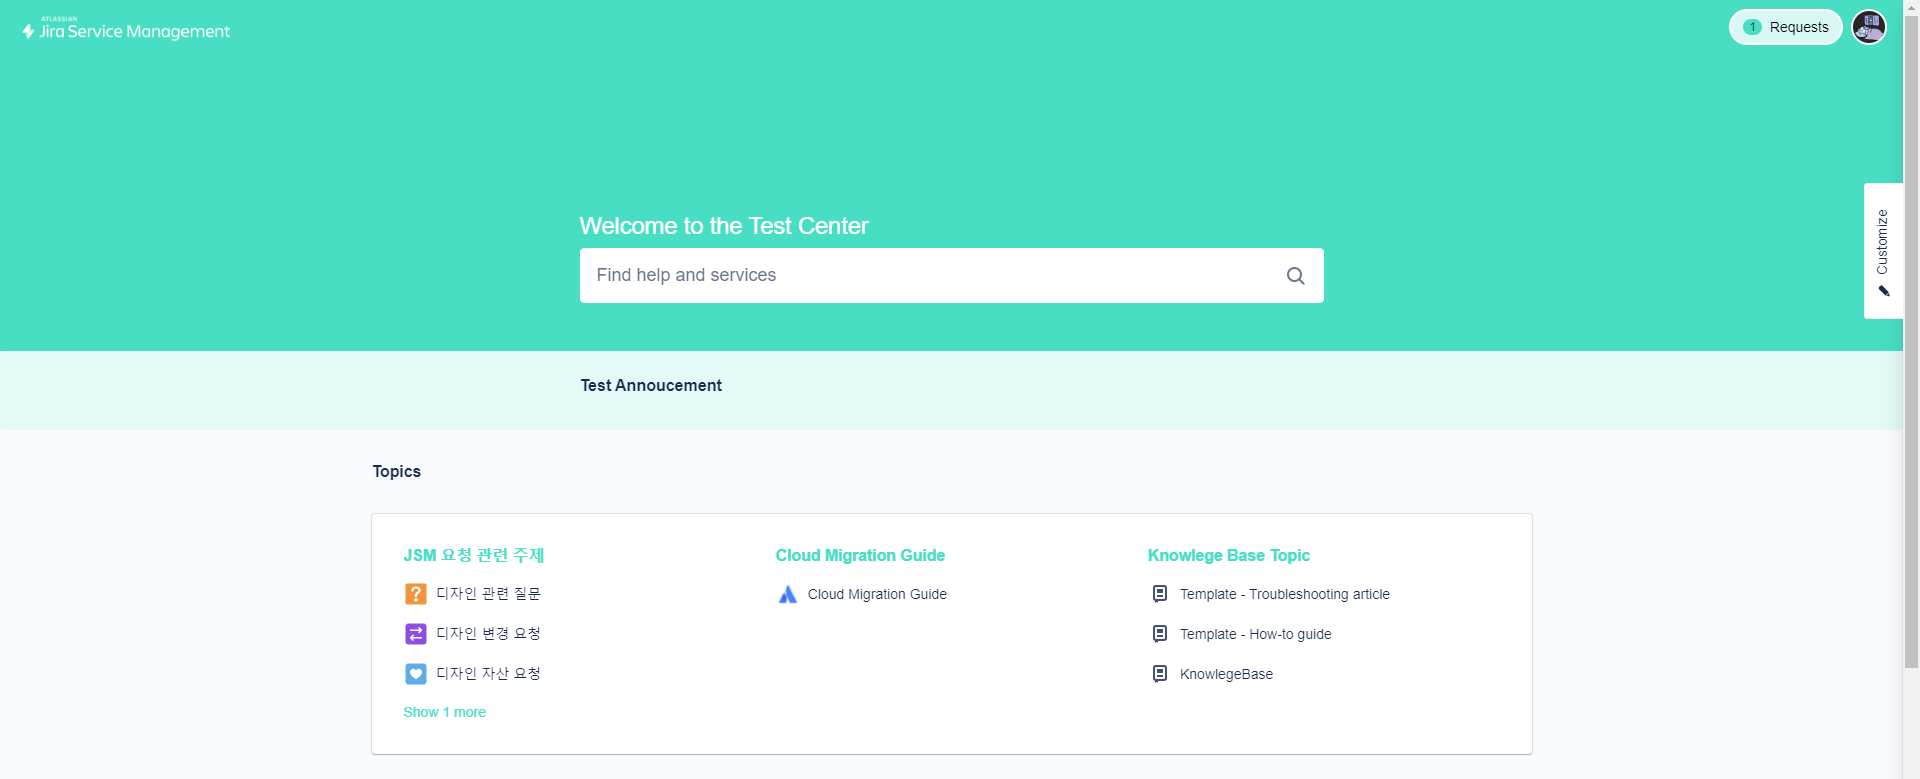 ATLASSIAN
Jira Service Management
1 Requests
Customize
Welcome to the Test Center
Find help and services
Test Annoucement
Topics
JSM 요청 관련 주제
디자인 관련 질문
디자인 변경 요청
디자인 자산 요청
Show 1 more
Cloud Migration Guide
Cloud Migration Guide
Knowlege Base Topic
Template - Troubleshooting article
Template - How-to guide
KnowlegeBase